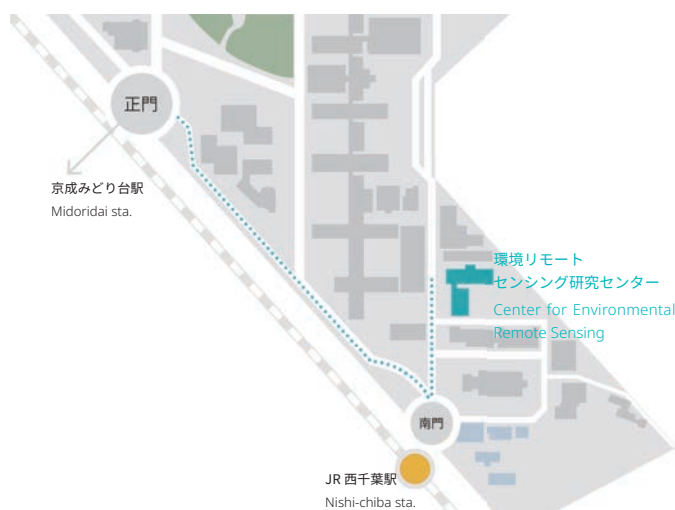 正門
京成みどり台駅
Midoridai sta.
環境リモート
センシング研究センター
Center for Environmental
Remote Sensing
南門
JR 西千葉駅
Nishi-chiba sta.